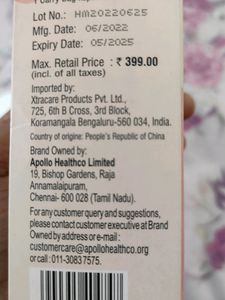 Lot No.: HM20220625
Mfg. Date: 06/2022
Expiry Date: 05/2025
Max. Retail Price : ₹ 399.00
(incl. of all taxes)
Imported by:
Xtracare Products Pvt. Ltd.,
725, 6th B Cross, 3rd Block,
Koramangala Bengaluru-560 034, India.
Country of origine: People's Republic of China
Brand Owned by:
Apollo Healthco Limited
19, Bishop Gardens, Raja
Annamalaipuram,
Chennai- 600 028 (Tamil Nadu).
For any customer query and suggestions,
please contact customer executive at Brand
Owned by address or e-mail :
customercare@apollohealthco.org
or call : 011-30837575.